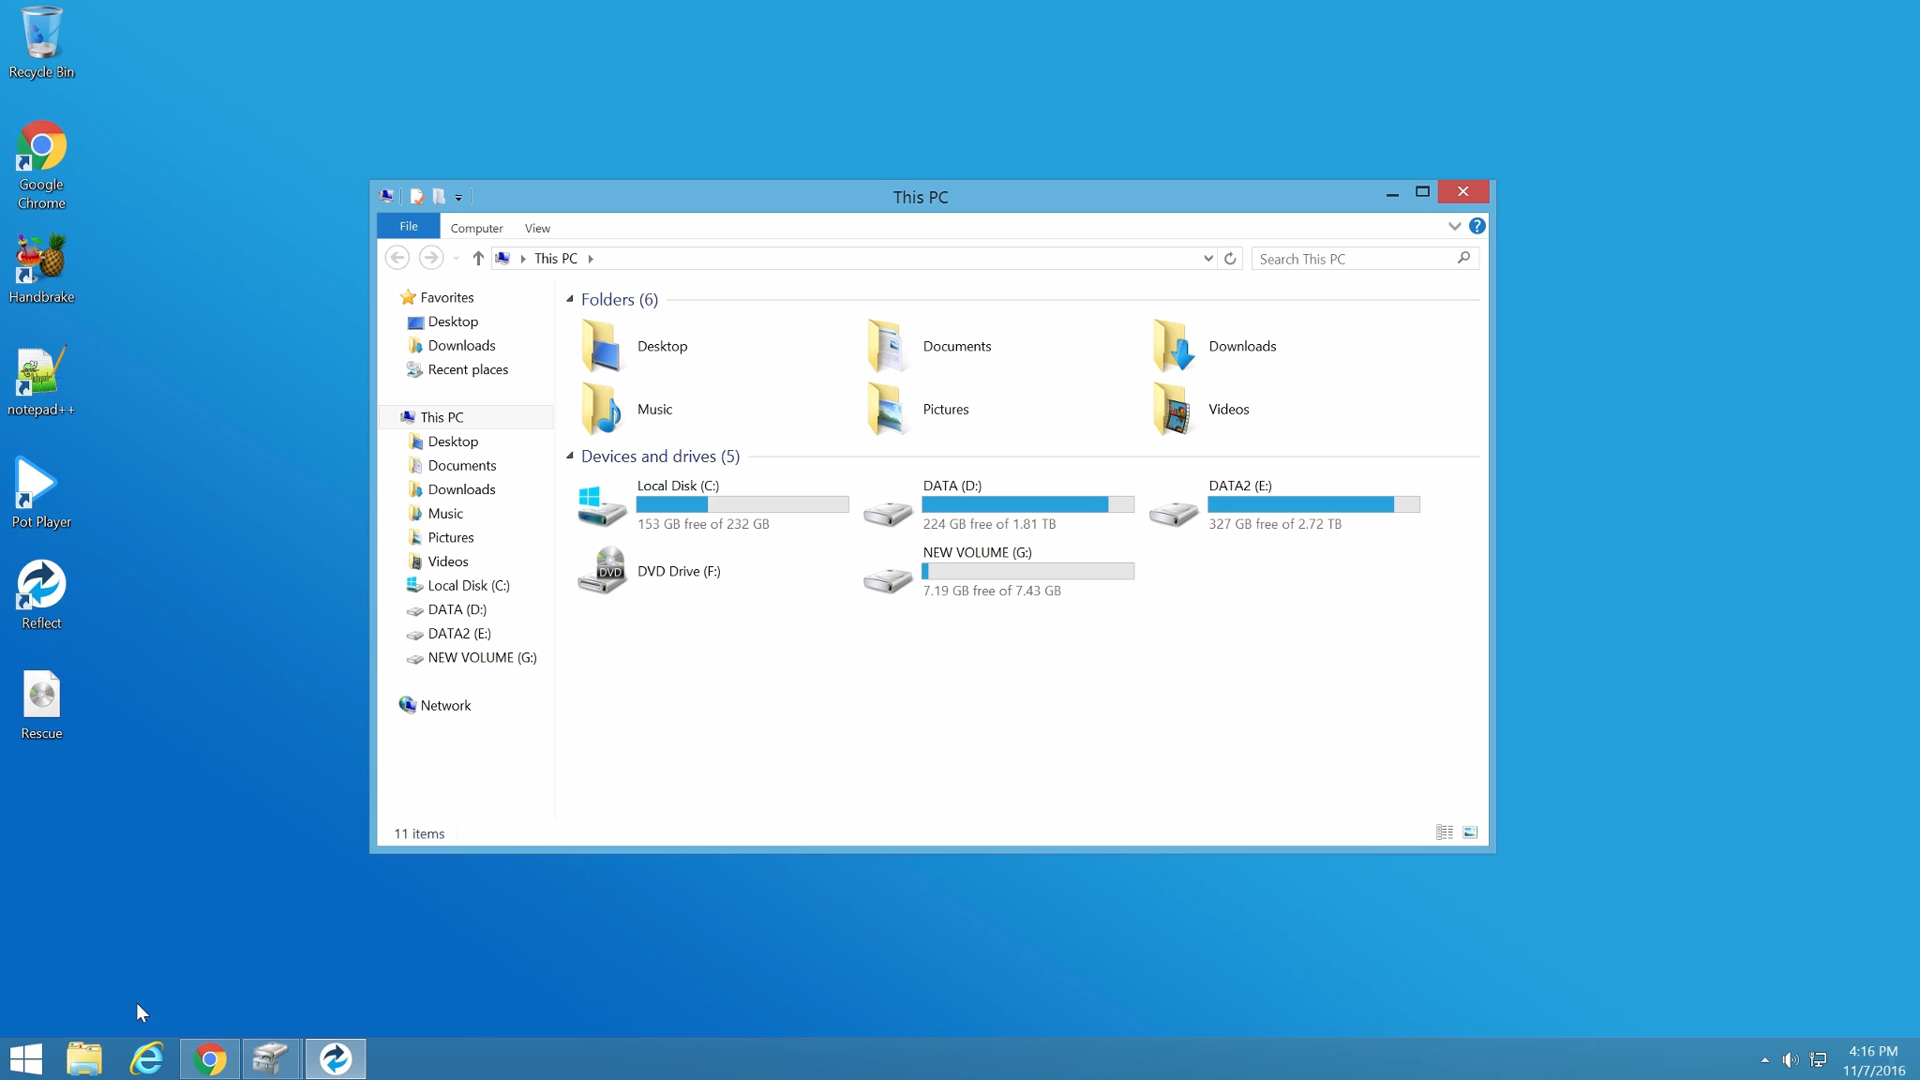 Recycle Bin
Google
Chrome
Handbrake
notepad++
Pot Player
Reflect
Rescue
This PC
File
Computer
View
This PC
Search This PC
Favorites
Desktop
Downloads
Recent places
This PC
Desktop
Documents
Downloads
Music
Pictures
Videos
Local Disk (C:)
DATA (D:)
DATA2 (E:)
NEW VOLUME (G:)
Network
Folders (6)
Desktop
Documents
Downloads
Music
Pictures
Videos
Devices and drives (5)
Local Disk (C:)
153 GB free of 232 GB
DATA (D:)
224 GB free of 1.81 TB
DATA2 (E:)
327 GB free of 2.72 TB
DVD
DVD Drive (F:)
NEW VOLUME (G:)
7.19 GB free of 7.43 GB
11 items
4:16 PM
11/7/2016